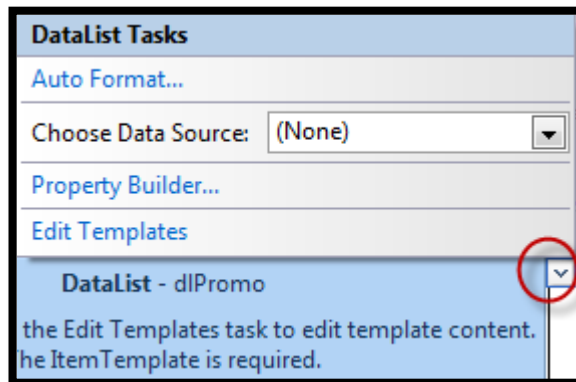 DataList Tasks
Auto Format...
Choose Data Source: (None)
Property Builder...
Edit Templates
DataList - dlPromo
the Edit Templates task to edit template content.
he ItemTemplate is required.